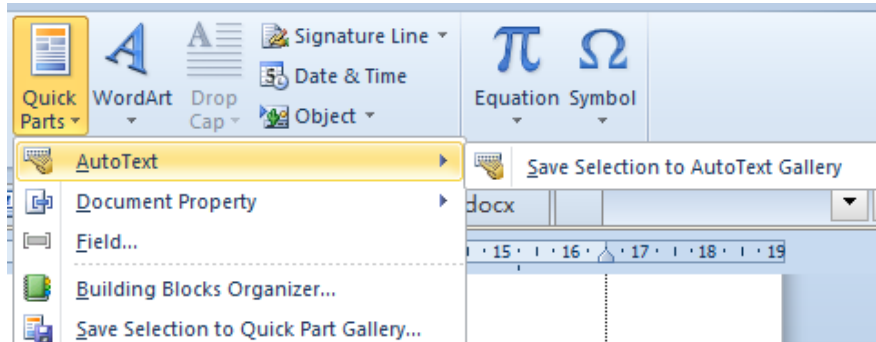 Signature Line
Date & Time
Object
Quick Parts
WordArt
Drop Cap
Equation
Symbol
AutoText
Save Selection to AutoText Gallery
Document Property
docx
Field...
15 16 17 18 19
Building Blocks Organizer...
Save Selection to Quick Part Gallery...